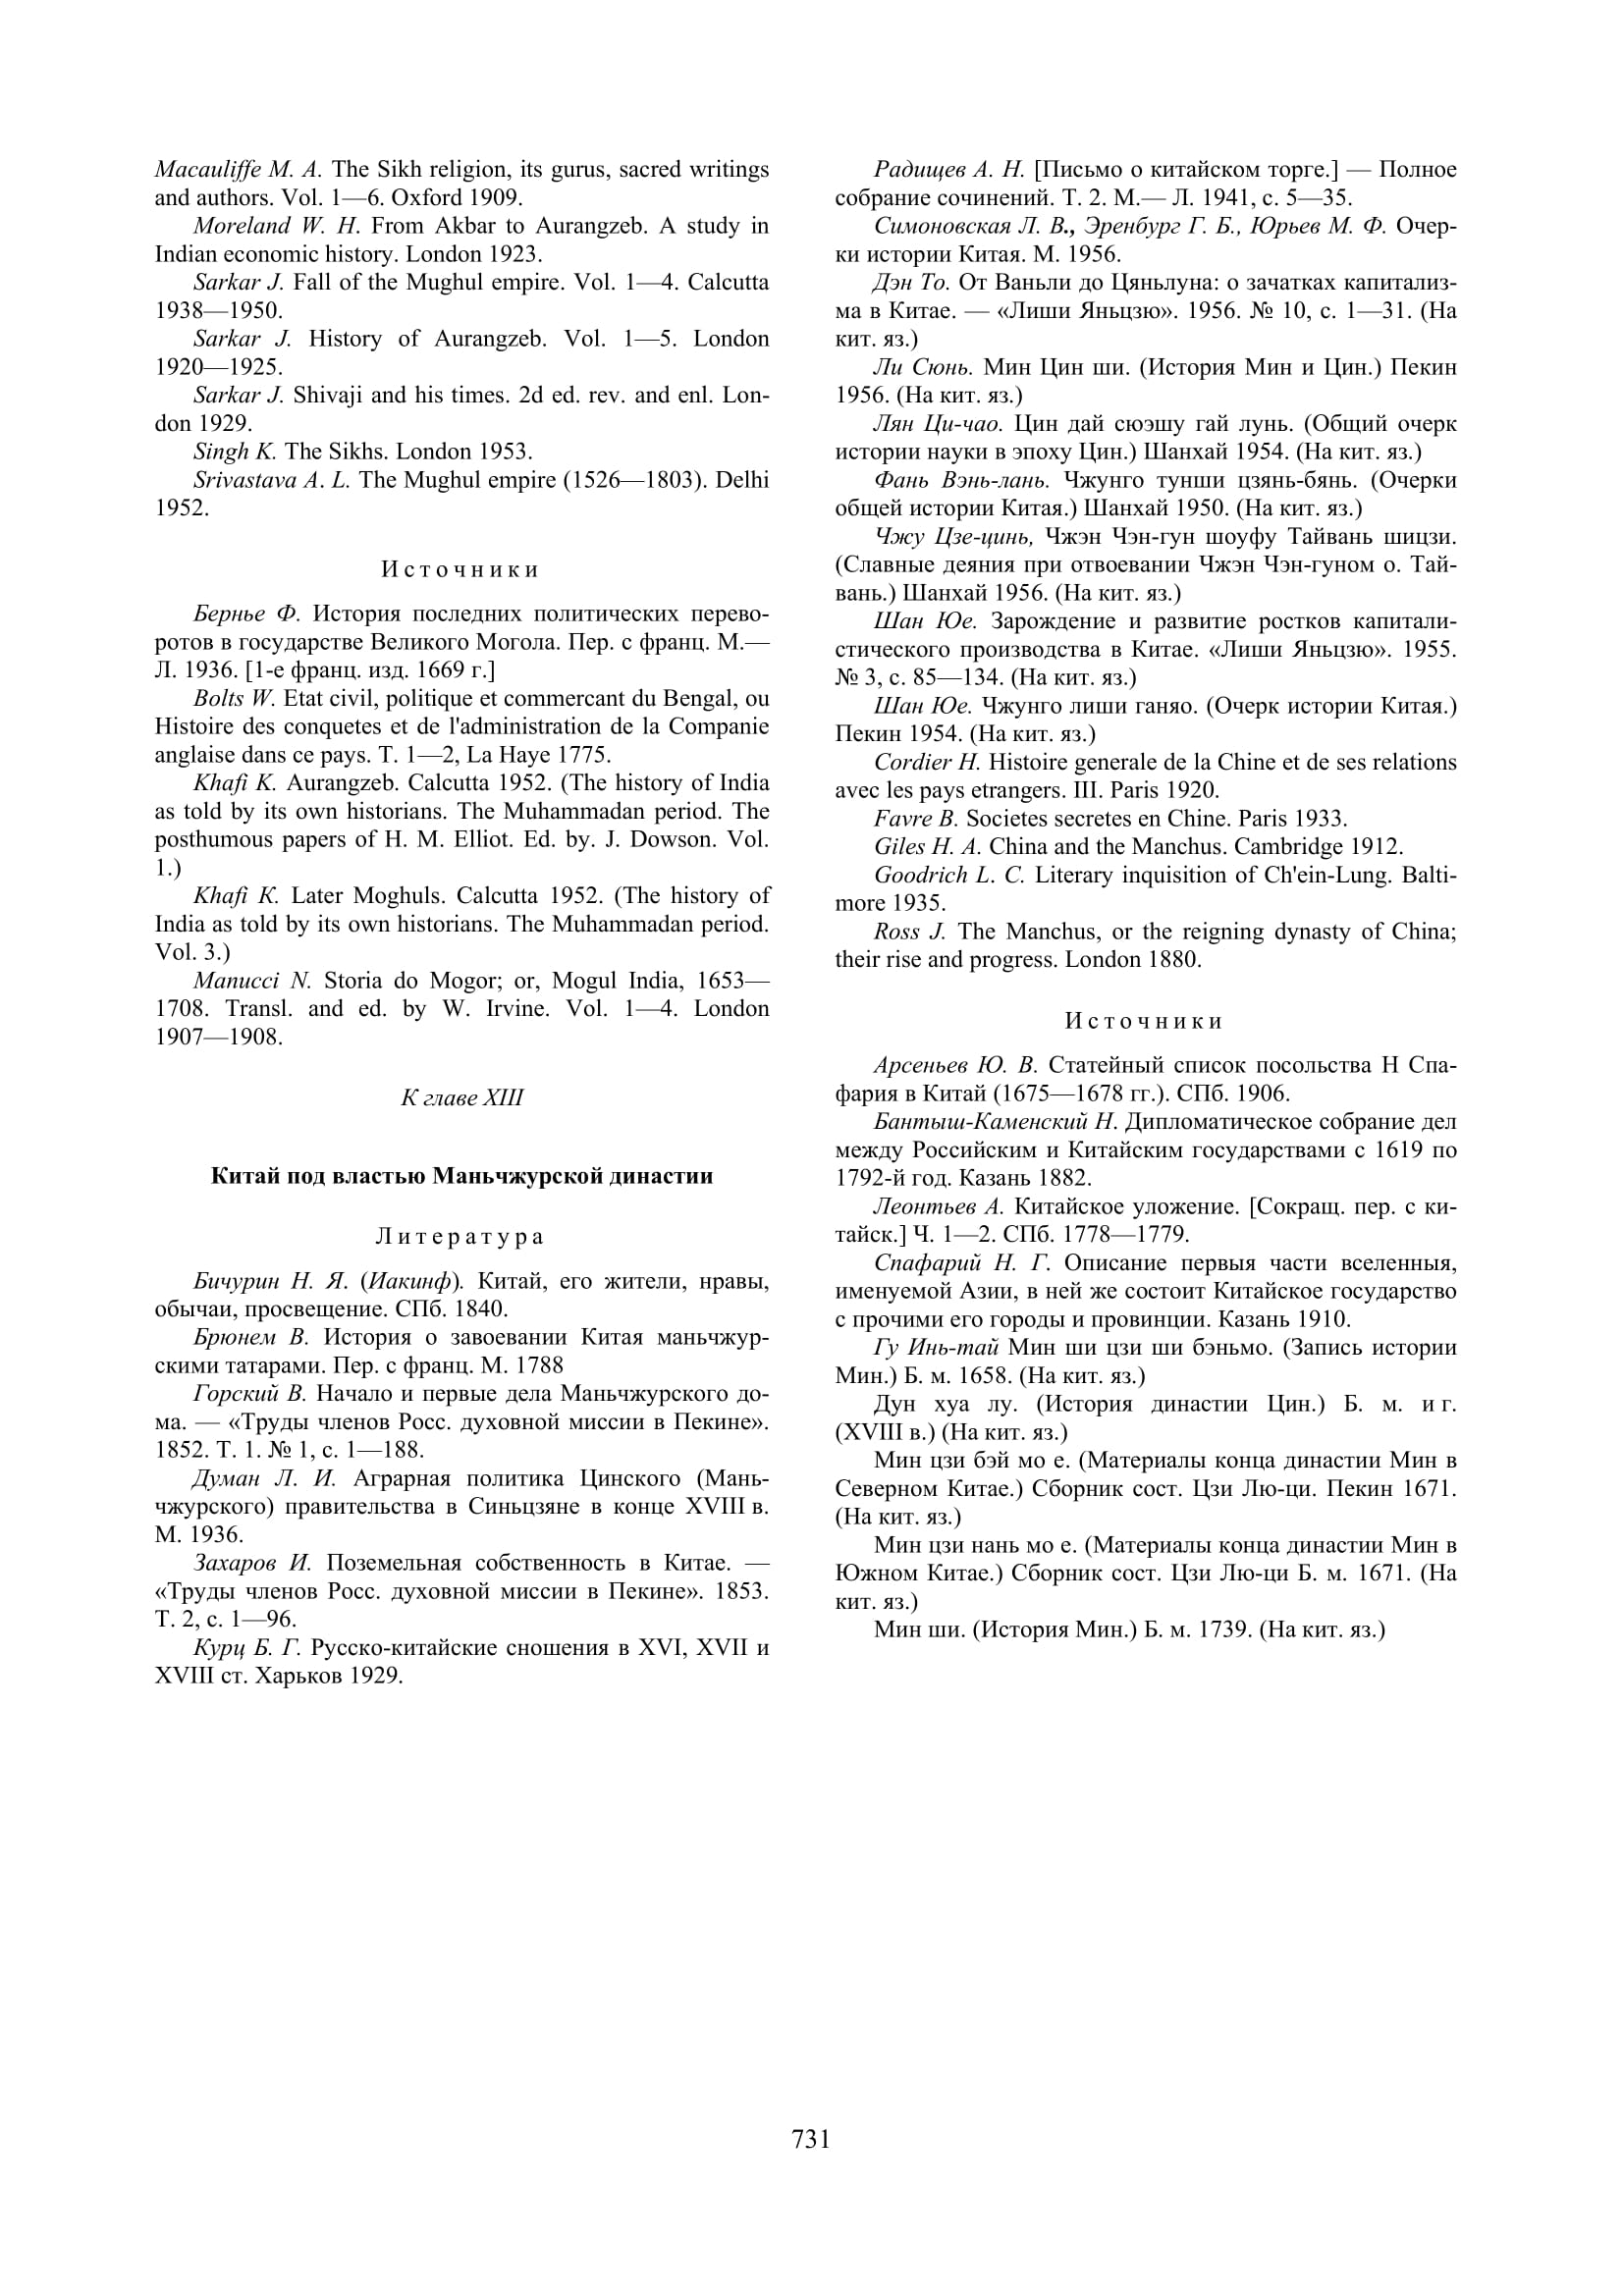 Macauliffe M. A. The Sikh religion, its gurus, sacred writings
and authors. Vol. 1—6. Oxford 1909.
Moreland W. H. From Akbar to Aurangzeb. A study in
Indian economic history. London 1923.
Sarkar J. Fall of the Mughul empire. Vol. 1—4. Calcutta
1938—1950.
Sarkar J. History of Aurangzeb. Vol. 1—5. London
1920—1925.
Sarkar J. Shivaji and his times. 2d ed. rev. and enl. Lon-
don 1929.
Singh K. The Sikhs. London 1953.
Srivastava A. L. The Mughul empire (1526—1803). Delhi
1952.
Источники
Бернье Ф. История последних политических перево-
ротов в государстве Великого Могола. Пер. с франц. М.—
Л. 1936. [1-е франц. изд. 1669 г.]
Bolts W. Etat civil, politique et commercant du Bengal, ou
Histoire des conquetes et de l'administration de la Companie
anglaise dans ce pays. T. 1—2, La Haye 1775.
Khafi K. Aurangzeb. Calcutta 1952. (The history of India
as told by its own historians. The Muhammadan period. The
posthumous papers of H. M. Elliot. Ed. by. J. Dowson. Vol.
1.)
Khafi K. Later Moghuls. Calcutta 1952. (The history of
India as told by its own historians. The Muhammadan period.
Vol. 3.)
Manucci N. Storia do Mogor; or, Mogul India, 1653—
1708. Transl. and ed. by W. Irvine. Vol. 1—4. London
1907—1908.
К главе XIII
Китай под властью Маньчжурской династии
Литература
Бичурин Н. Я. (Иакинф). Китай, его жители, нравы,
обычаи, просвещение. СПб. 1840.
Брюнем В. История о завоевании Китая маньчжур-
скими татарами. Пер. с франц. М. 1788
Горский В. Начало и первые дела Маньчжурского до-
ма. — «Труды членов Росс. духовной миссии в Пекине».
1852. Т. 1. № 1, с. 1—188.
Думан Л. И. Аграрная политика Цинского (Мань-
чжурского) правительства в Синьцзяне в конце XVIII в.
М. 1936.
Захаров И. Поземельная собственность в Китае. —
«Труды членов Росс. духовной миссии в Пекине». 1853.
Т. 2, с. 1—96.
Курц Б. Г. Русско-китайские сношения в XVI, XVII и
XVIII ст. Харьков 1929.
Радищев А. Н. [Письмо о китайском торге.] — Полное
собрание сочинений. Т. 2. М.— Л. 1941, с. 5—35.
Симоновская Л. В., Эренбург Г. Б., Юрьев М. Ф. Очер-
ки истории Китая. М. 1956.
Дэн То. От Ваньли до Цяньлуна: о зачатках капитализ-
ма в Китае. — «Лиши Яньцзю». 1956. № 10, с. 1—31. (На
кит. яз.)
Ли Сюнь. Мин Цин ши. (История Мин и Цин.) Пекин
1956. (На кит. яз.)
Лян Ци-чао. Цин дай сюэшу гай лунь. (Общий очерк
истории науки в эпоху Цин.) Шанхай 1954. (На кит. яз.)
Фань Вэнь-лань. Чжунго тунши цзянь-бянь. (Очерки
общей истории Китая.) Шанхай 1950. (На кит. яз.)
Чжу Цзе-цинь, Чжэн Чэн-гун шоуфу Тайвань шицзи.
(Славные деяния при отвоевании Чжэн Чэн-гуном о. Тай-
вань.) Шанхай 1956. (На кит. яз.)
Шан Юе. Зарождение и развитие ростков капитали-
стического производства в Китае. «Лиши Яньцзю». 1955.
№ 3, с. 85—134. (На кит. яз.)
Шан Юе. Чжунго лиши ганяо. (Очерк истории Китая.)
Пекин 1954. (На кит. яз.)
Cordier H. Histoire generale de la Chine et de ses relations
avec les pays etrangers. III. Paris 1920.
Favre B. Societes secretes en Chine. Paris 1933.
Giles H. A. China and the Manchus. Cambridge 1912.
Goodrich L. C. Literary inquisition of Ch'ein-Lung. Balti-
more 1935.
Ross J. The Manchus, or the reigning dynasty of China;
their rise and progress. London 1880.
Источники
Арсеньев Ю. В. Статейный список посольства Н Спа-
фария в Китай (1675—1678 гг.). СПб. 1906.
Бантыш-Каменский Н. Дипломатическое собрание дел
между Российским и Китайским государствами с 1619 по
1792-й год. Казань 1882.
Леонтьев А. Китайское уложение. [Сокращ. пер. с ки-
тайск.] Ч. 1—2. СПб. 1778—1779.
Спафарий Н. Г. Описание первыя части вселенныя,
именуемой Азии, в ней же состоит Китайское государство
с прочими его городы и провинции. Казань 1910.
Гу Инь-тай Мин ши цзи ши бэньмо. (Запись истории
Мин.) Б. м. 1658. (На кит. яз.)
Дун хуа лу. (История династии Цин.) Б. м. и г.
(XVIII в.) (На кит. яз.)
Мин цзи бэй мо е. (Материалы конца династии Мин в
Северном Китае.) Сборник сост. Цзи Лю-ци. Пекин 1671.
(На кит. яз.)
Мин цзи нань мо е. (Материалы конца династии Мин в
Южном Китае.) Сборник сост. Цзи Лю-ци Б. м. 1671. (На
кит. яз.)
Мин ши. (История Мин.) Б. м. 1739. (На кит. яз.)
731